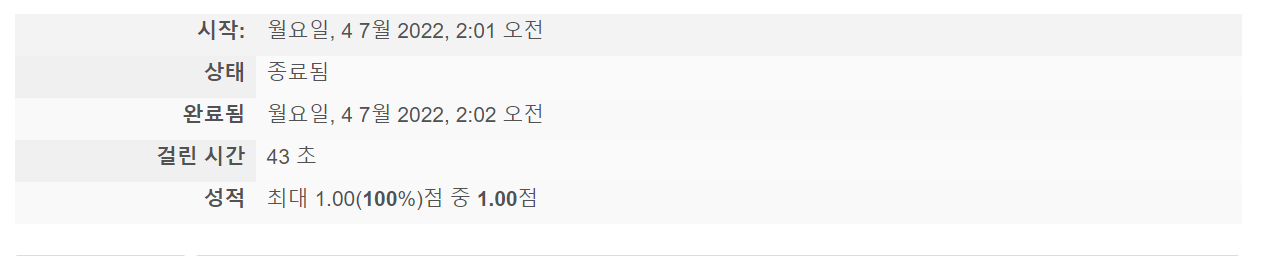 시작: 월요일, 4 7월 2022, 2:01 오전
상태 종료됨
완료됨 월요일, 4 7월 2022, 2:02 오전
걸린 시간 43 초
성적 최대 1.00(100%)점 중 1.00점